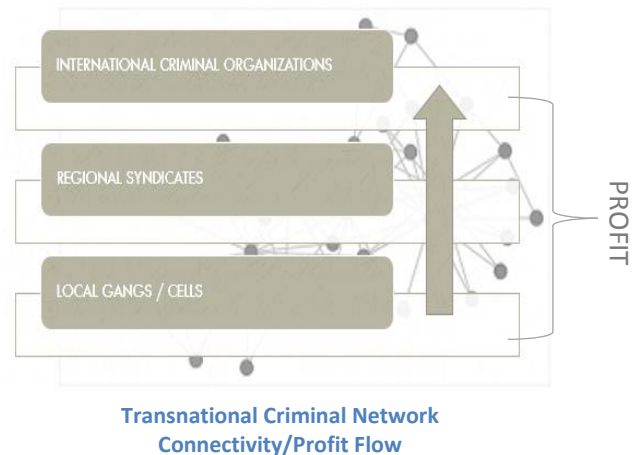 INTERNATIONAL CRIMINAL ORGANIZATIONS
REGIONAL SYNDICATES
LOCAL GANGS / CELLS
PROFIT
Transnational Criminal Network
Connectivity/Profit Flow